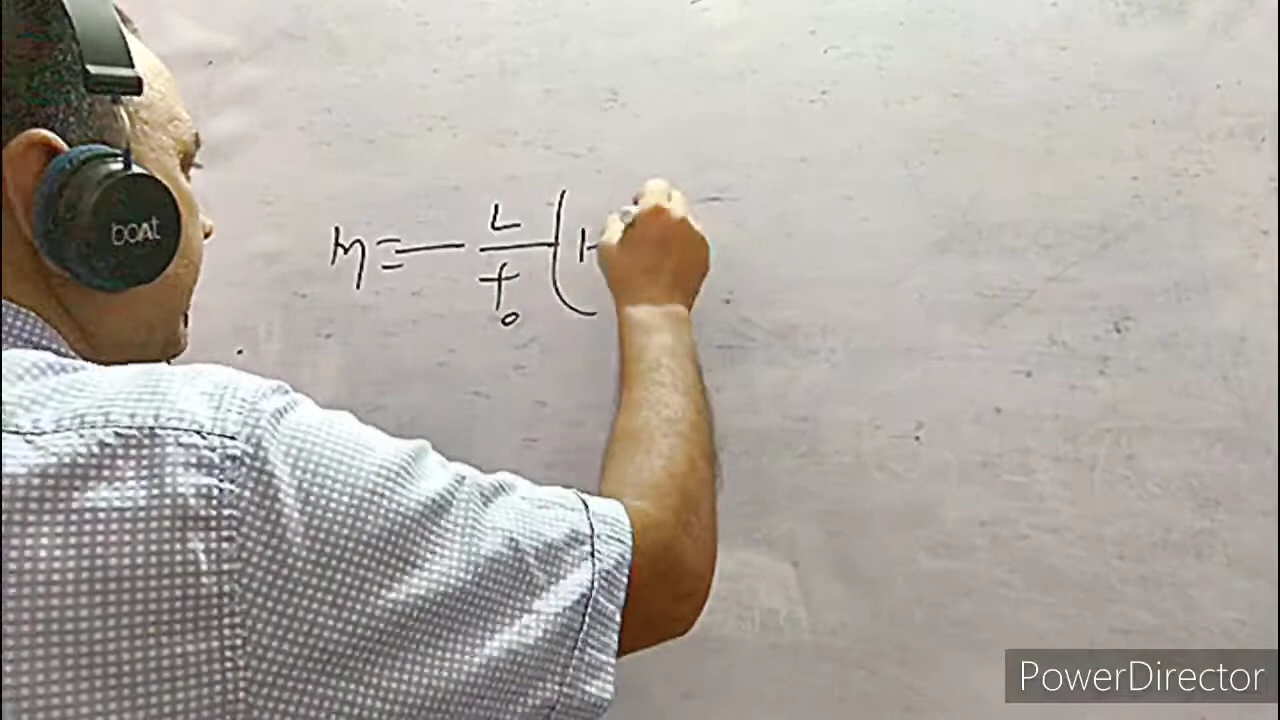 boAt
M = - L/f₀ (1
PowerDirector